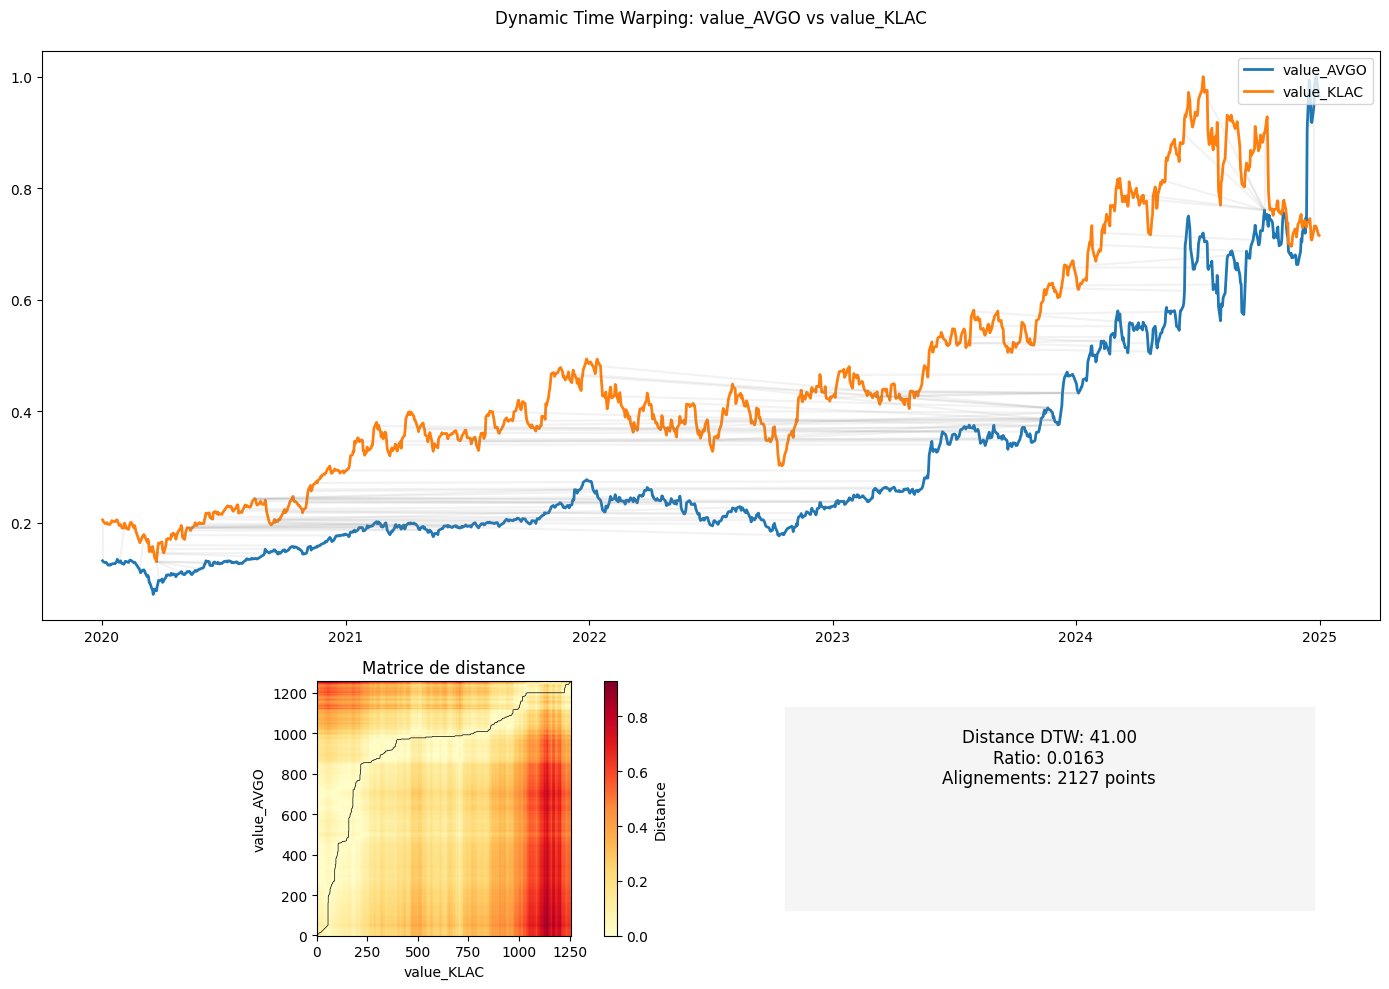 Dynamic Time Warping: value_AVGO vs value_KLAC
value_AVGO
value_KLAC
1.0
0.8
0.6
0.4
0.2
2020 2021 2022 2023 2024 2025
Matrice de distance
1200
1000
800
600
400
200
0
value_AVGO
0 250 500 750 1000 1250
value_KLAC
0.8
0.6
0.4
0.2
0.0
Distance
Distance DTW: 41.00
Ratio: 0.0163
Alignements: 2127 points